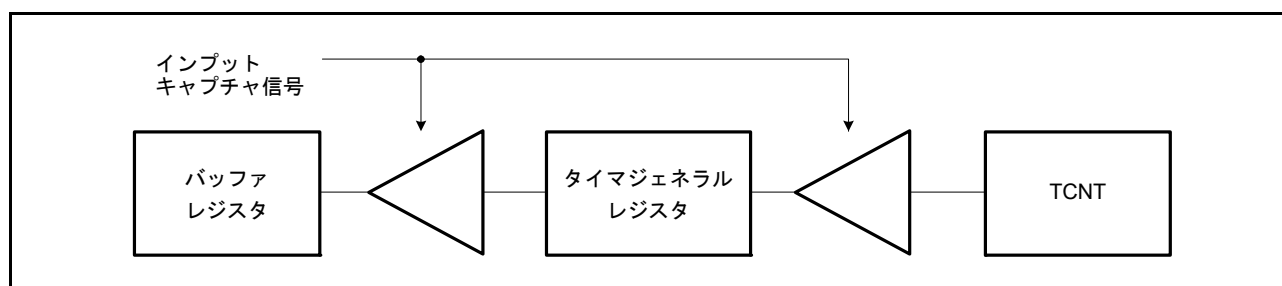 インプット
キャプチャ信号
バッファ
レジスタ
タイマジェネラル
レジスタ
TCNT